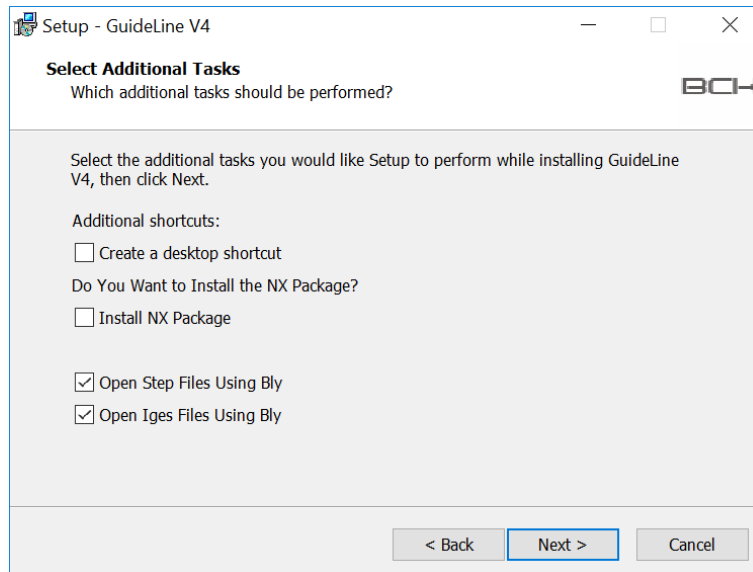 Setup - GuideLine V4
Select Additional Tasks
Which additional tasks should be performed?
Select the additional tasks you would like Setup to perform while installing GuideLine
V4, then click Next.
Additional shortcuts:
Create a desktop shortcut
Do You Want to Install the NX Package?
Install NX Package
Open Step Files Using Bly
Open Iges Files Using Bly
< Back
Next >
Cancel